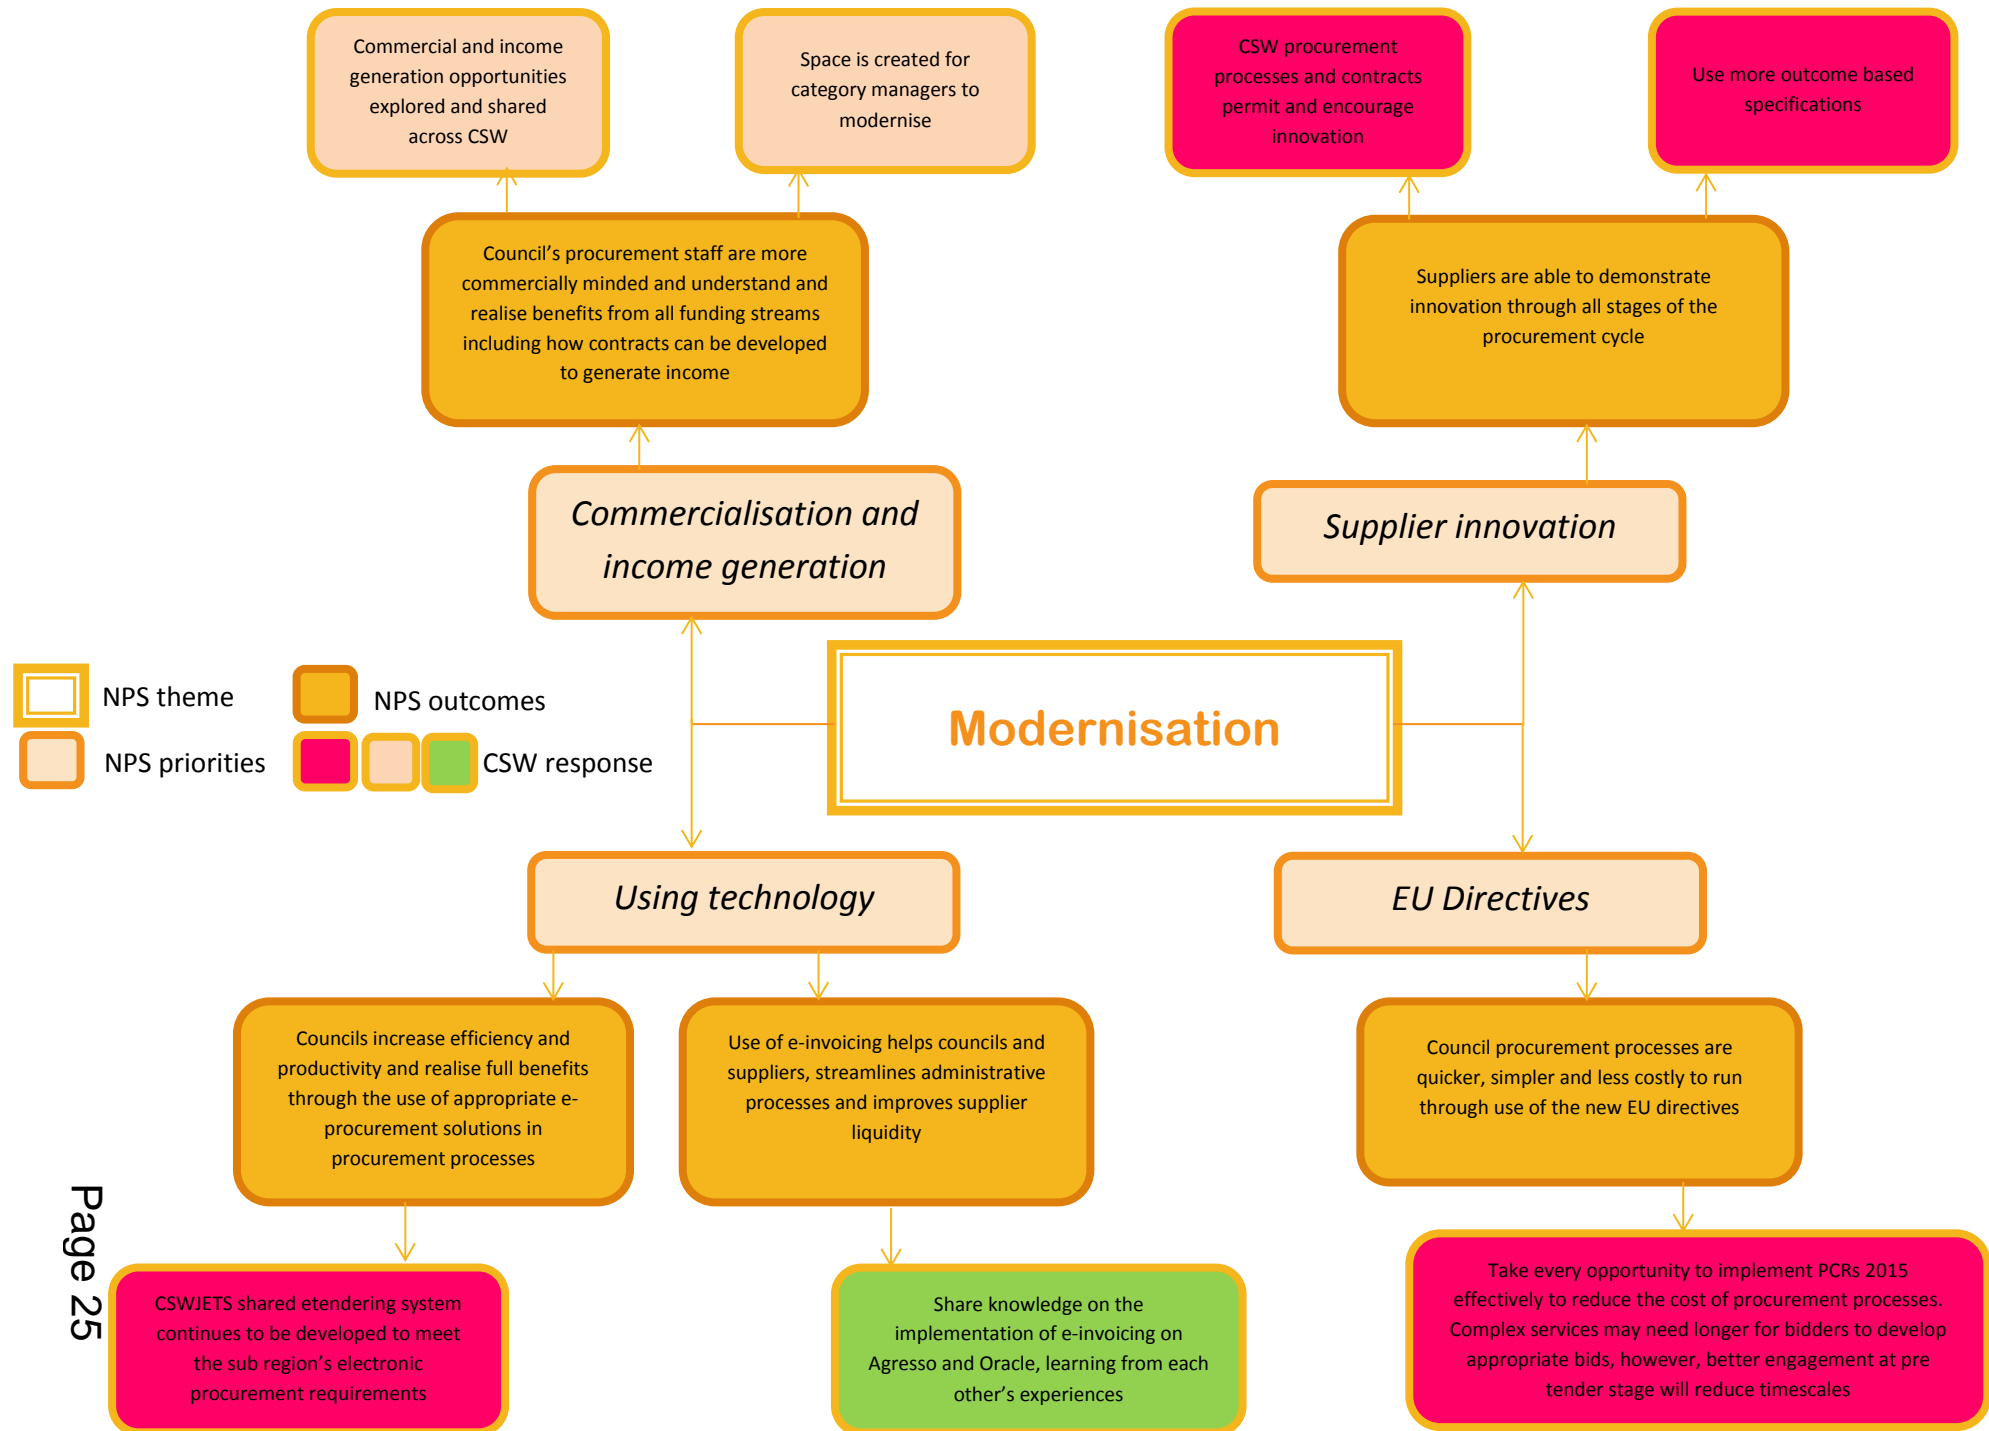 Commercial and income
generation opportunities
explored and shared
across CSW
Space is created for
category managers to
modernise
CSW procurement
processes and contracts
permit and encourage
innovation
Use more outcome based
specifications
Council’s procurement staff are more
commercially minded and understand and
realise benefits from all funding streams
including how contracts can be developed
to generate income
Suppliers are able to demonstrate
innovation through all stages of the
procurement cycle
Commercialisation and
income generation
Supplier innovation
NPS theme
NPS outcomes
NPS priorities
CSW response
Modernisation
Using technology
EU Directives
Councils increase efficiency and
productivity and realise full benefits
through the use of appropriate e-
procurement solutions in
procurement processes
Use of e-invoicing helps councils and
suppliers, streamlines administrative
processes and improves supplier
liquidity
Council procurement processes are
quicker, simpler and less costly to run
through use of the new EU directives
CSWJETS shared etendering system
continues to be developed to meet
the sub region’s electronic
procurement requirements
Share knowledge on the
implementation of e-invoicing on
Agresso and Oracle, learning from each
other’s experiences
Take every opportunity to implement PCRs 2015
effectively to reduce the cost of procurement processes.
Complex services may need longer for bidders to develop
appropriate bids, however, better engagement at pre
tender stage will reduce timescales
Page 25